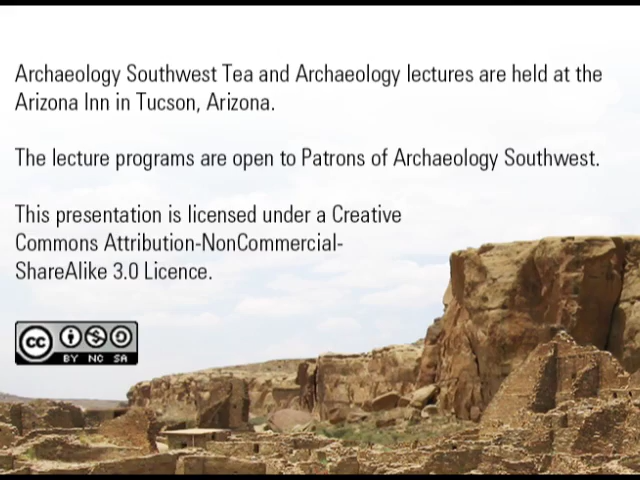 Archaeology Southwest Tea and Archaeology lectures are held at the
Arizona Inn in Tucson, Arizona.
The lecture programs are open to Patrons of Archaeology Southwest.
This presentation is licensed under a Creative
Commons Attribution-NonCommercial-
ShareAlike 3.0 Licence.
cc
BY NC SA